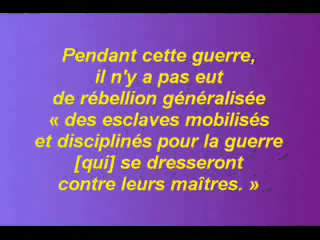 Pendant cette guerre,
il n'y a pas eut
de rébellion généralisée
« des esclaves mobilisés
et disciplinés pour la guerre
[qui] se dresseront
contre leurs maîtres. »